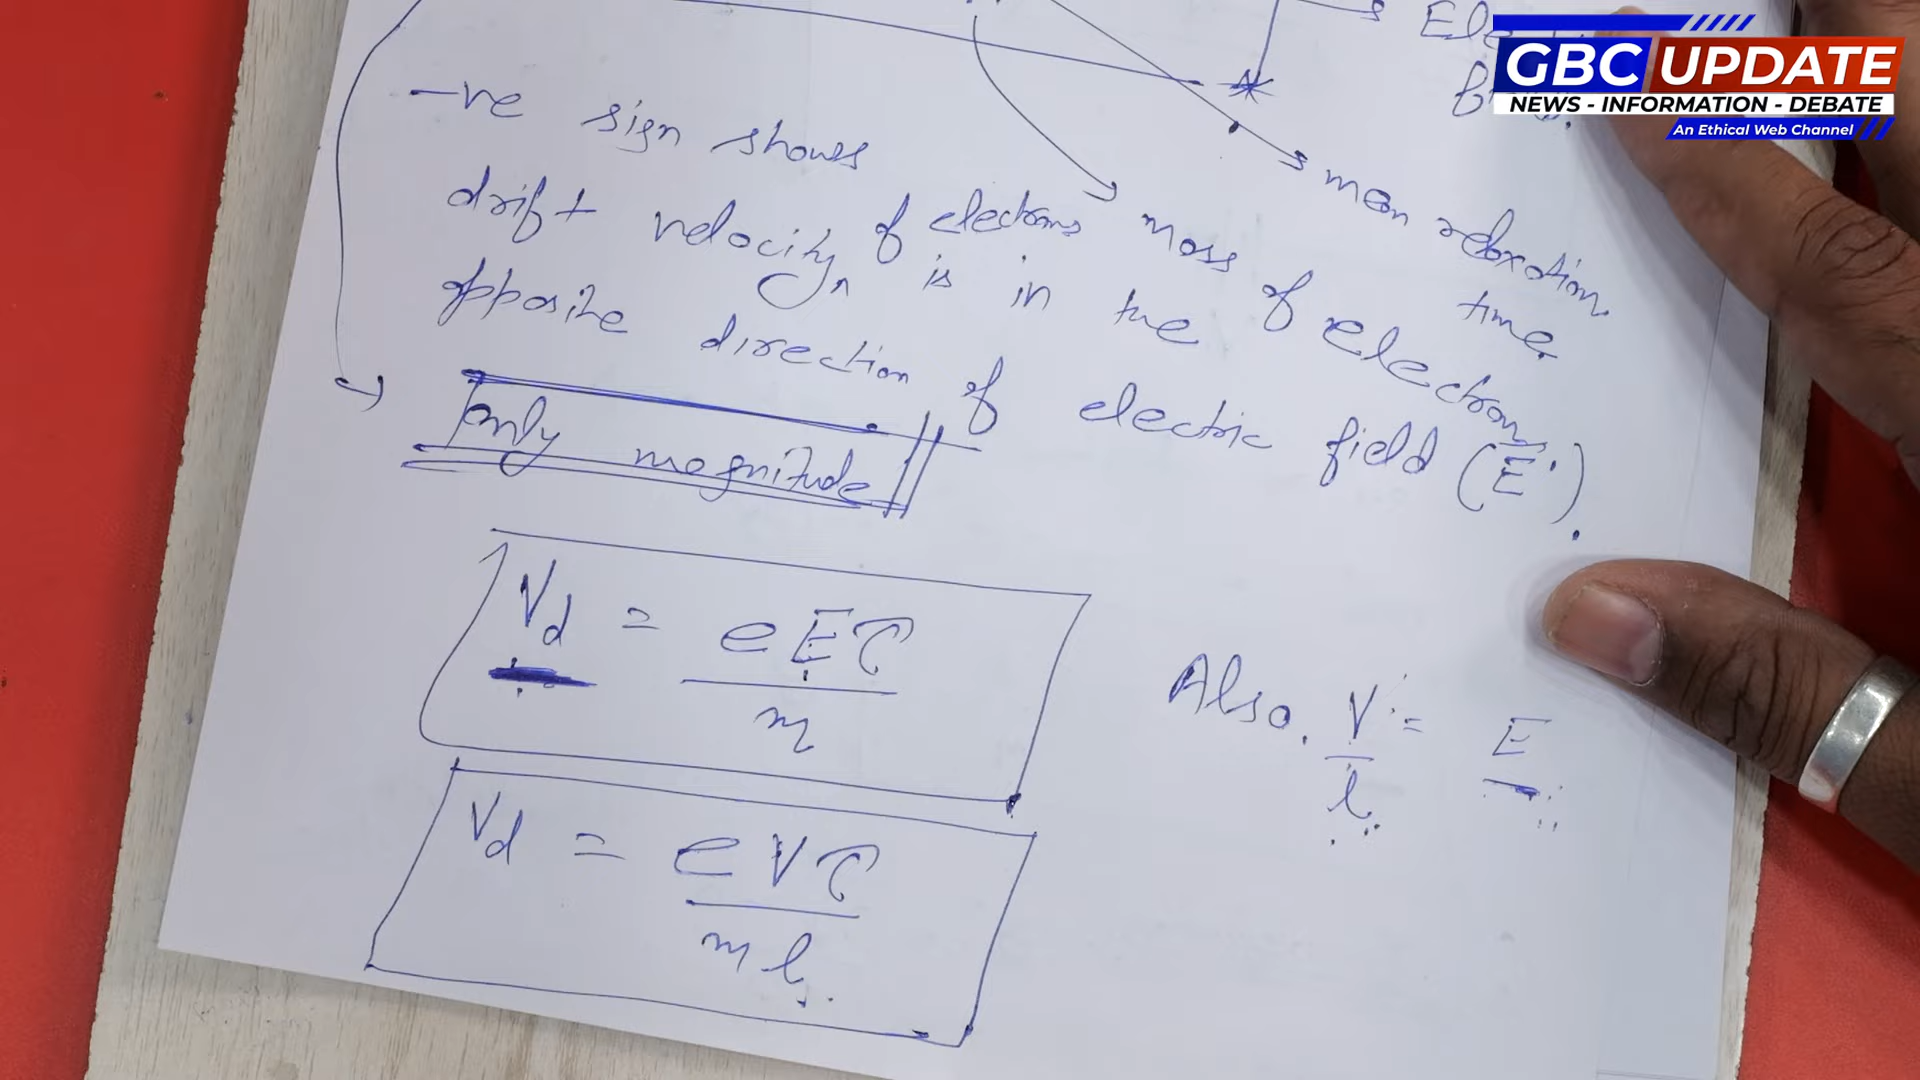 GBC UPDATE
NEWS - INFORMATION - DEBATE
An Ethical Web Channel
-ve sign shows
drift velocity of electrons is in the
opposite direction of electric field (E).
mean relaxation
time
mass of electron
only magnitude
Vd = eEτ / m
Also, V / l = E
Vd = eVτ / ml